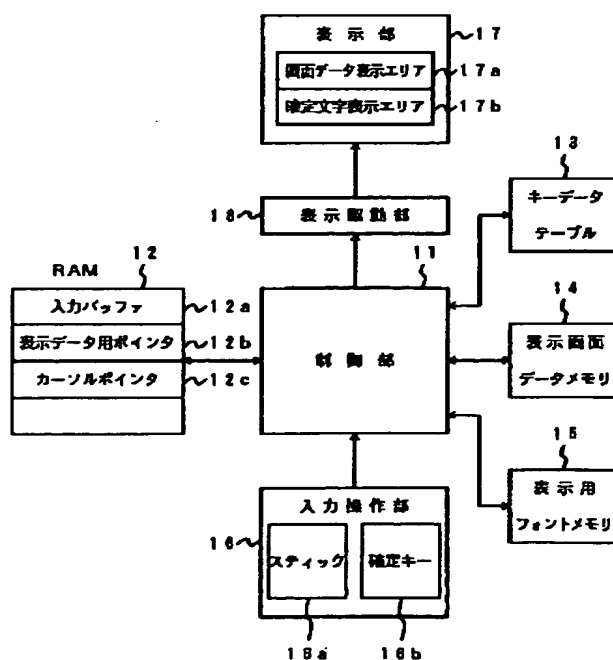 表示部
17
画面データ表示エリア
17a
確定文字表示エリア
17b
18
表示駆動部
13
キーデータ
テーブル
RAM
12
11
入力バッファ
12a
表示データ用ポインタ
12b
カーソルポインタ
12c
制御部
14
表示画面
データメモリ
15
表示用
フォントメモリ
入力操作部
16
スティック
確定キー
16a
16b